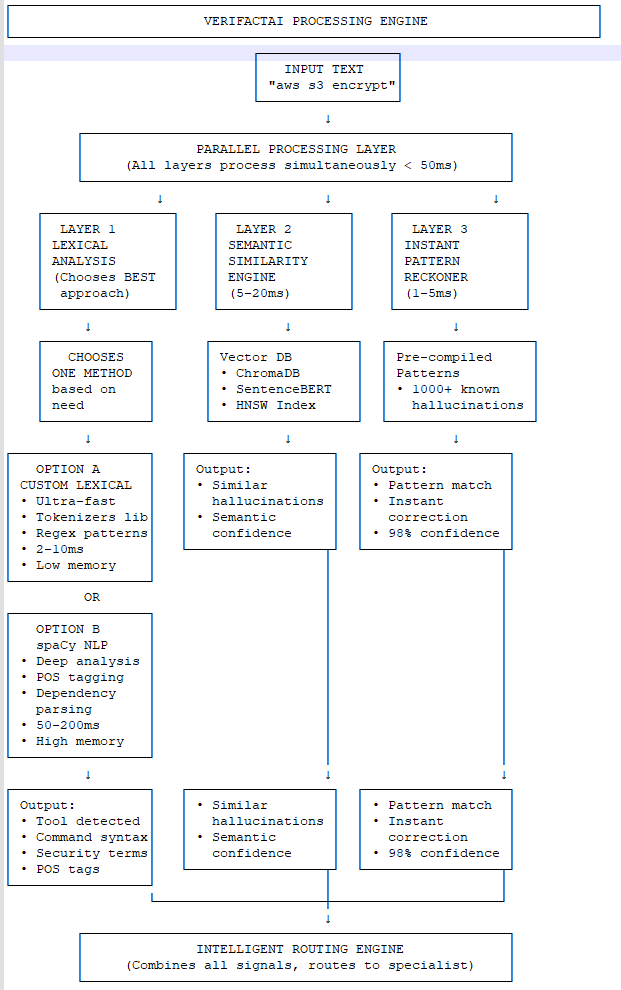 VERIFACTAI PROCESSING ENGINE
INPUT TEXT
"aws s3 encrypt"
↓
PARALLEL PROCESSING LAYER
(All layers process simultaneously < 50ms)
↓ ↓ ↓
LAYER 1
LEXICAL
ANALYSIS
(Chooses BEST
approach)
LAYER 2
SEMANTIC
SIMILARITY
ENGINE
(5-20ms)
LAYER 3
INSTANT
PATTERN
RECKONER
(1-5ms)
↓ ↓ ↓
CHOOSES
ONE METHOD
based on
need
Vector DB
• ChromaDB
• SentenceBERT
• HNSW Index
Pre-compiled
Patterns
• 1000+ known
hallucinations
↓ ↓ ↓
OPTION A
CUSTOM LEXICAL
• Ultra-fast
• Tokenizers lib
• Regex patterns
• 2-10ms
• Low memory
Output:
• Similar
hallucinations
• Semantic
confidence
Output:
• Pattern match
• Instant
correction
• 98% confidence
OR
OPTION B
spaCy NLP
• Deep analysis
• POS tagging
• Dependency
parsing
• 50-200ms
• High memory
↓ ↓ ↓
Output:
• Tool detected
• Command syntax
• Security terms
• POS tags
• Similar
hallucinations
• Semantic
confidence
• Pattern match
• Instant
correction
• 98% confidence
↓
INTELLIGENT ROUTING ENGINE
(Combines all signals, routes to specialist)